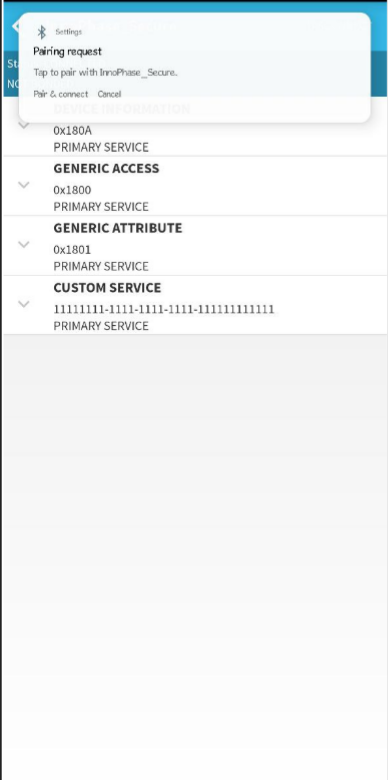 Settings
Pairing request
St
Tap to pair with InnoPhase_Secure.
NO
Pair & connect Cancel
DEVICE INFORMATION
0x180A
PRIMARY SERVICE
GENERIC ACCESS
0x1800
PRIMARY SERVICE
GENERIC ATTRIBUTE
0x1801
PRIMARY SERVICE
CUSTOM SERVICE
11111111-1111-1111-1111-111111111111
PRIMARY SERVICE